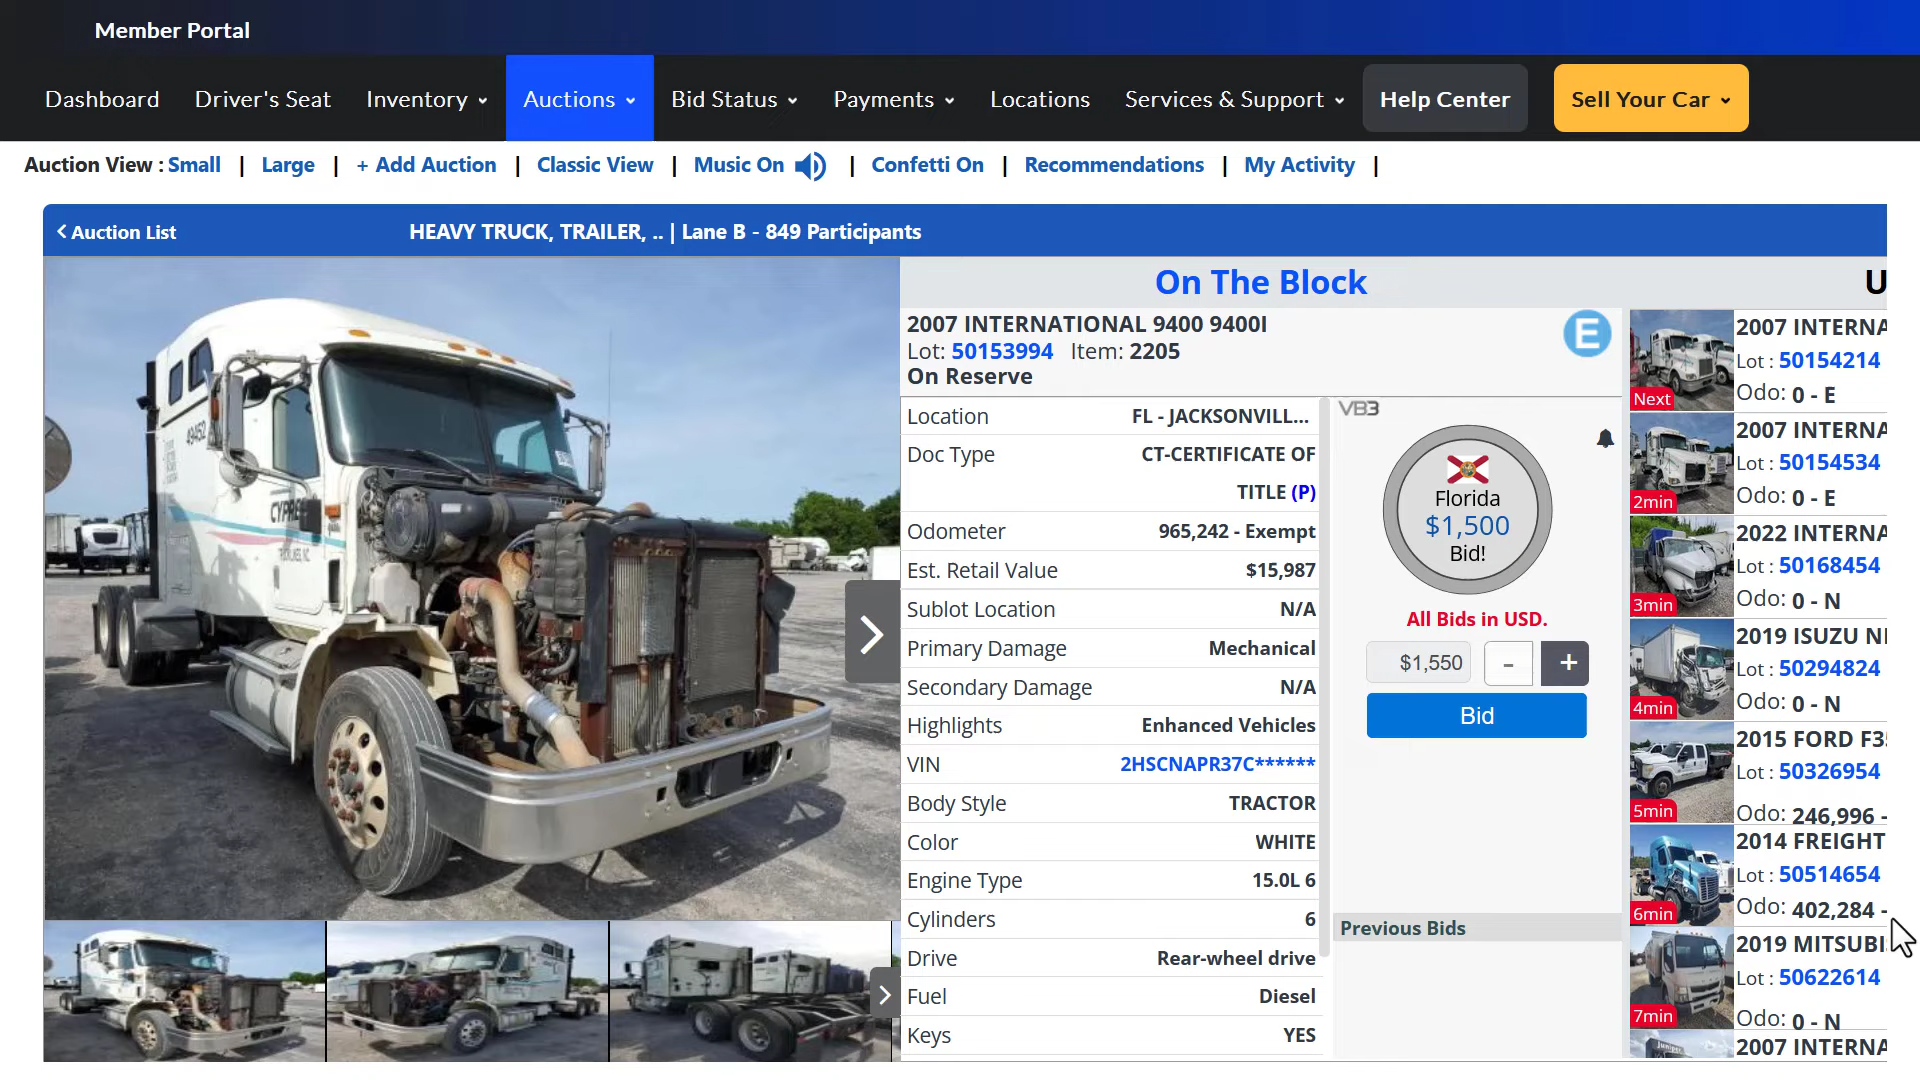 Member Portal
Dashboard Driver's Seat Inventory Auctions Bid Status Payments Locations Services & Support Help Center Sell Your Car
Auction View : Small | Large | + Add Auction | Classic View | Music On | Confetti On | Recommendations | My Activity |
Auction List HEAVY TRUCK, TRAILER, .. | Lane B - 849 Participants
On The Block
U
2007 INTERNATIONAL 9400 9400I
Lot: 50153994 Item: 2205
On Reserve
E
Location FL - JACKSONVILL...
Doc Type CT-CERTIFICATE OF
TITLE (P)
Odometer 965,242 - Exempt
Est. Retail Value $15,987
Sublot Location N/A
Primary Damage Mechanical
Secondary Damage N/A
Highlights Enhanced Vehicles
VIN 2HSCNAPR37C******
Body Style TRACTOR
Color WHITE
Engine Type 15.0L 6
Cylinders 6
Drive Rear-wheel drive
Fuel Diesel
Keys YES
VB3
Florida
$1,500
Bid!
All Bids in USD.
$1,550 - +
Bid
Previous Bids
2007 INTERNA
Lot : 50154214
Odo: 0 - E
Next
2007 INTERNA
Lot : 50154534
Odo: 0 - E
2min
2022 INTERNA
Lot : 50168454
Odo: 0 - N
3min
2019 ISUZU N
Lot : 50294824
Odo: 0 - N
4min
2015 FORD F3
Lot : 50326954
Odo: 246,996 -
5min
2014 FREIGHT
Lot : 50514654
Odo: 402,284 -
6min
2019 MITSUBI
Lot : 50622614
Odo: 0 - N
7min
2007 INTERNA
49452
CYPRE